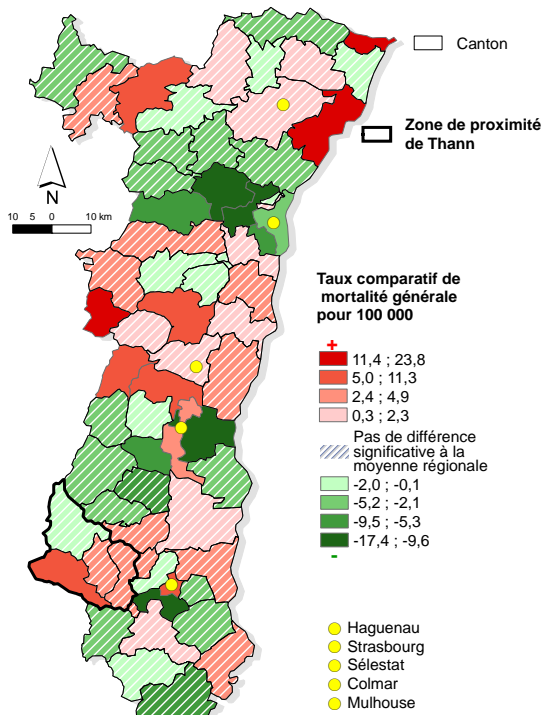 Canton
Zone de proximité
de Thann
N
10 5 0 10 km
Taux comparatif de
mortalité générale
pour 100 000
+
11,4 ; 23,8
5,0 ; 11,3
2,4 ; 4,9
0,3 ; 2,3
Pas de différence
significative à la
moyenne régionale
-2,0 ; -0,1
-5,2 ; -2,1
-9,5 ; -5,3
-17,4 ; -9,6
-
Haguenau
Strasbourg
Sélestat
Colmar
Mulhouse